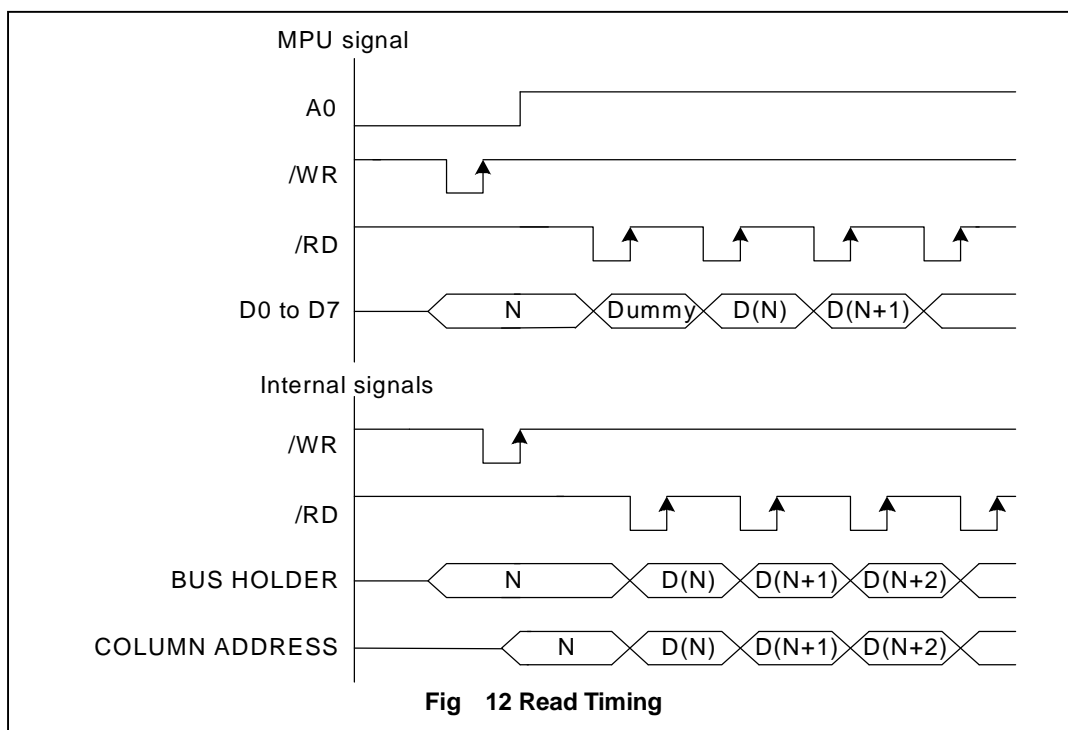 MPU signal
A0
/WR
/RD
D0 to D7 N Dummy D(N) D(N+1)
Internal signals
/WR
/RD
BUS HOLDER N D(N) D(N+1) D(N+2)
COLUMN ADDRESS N D(N) D(N+1) D(N+2)
Fig 12 Read Timing